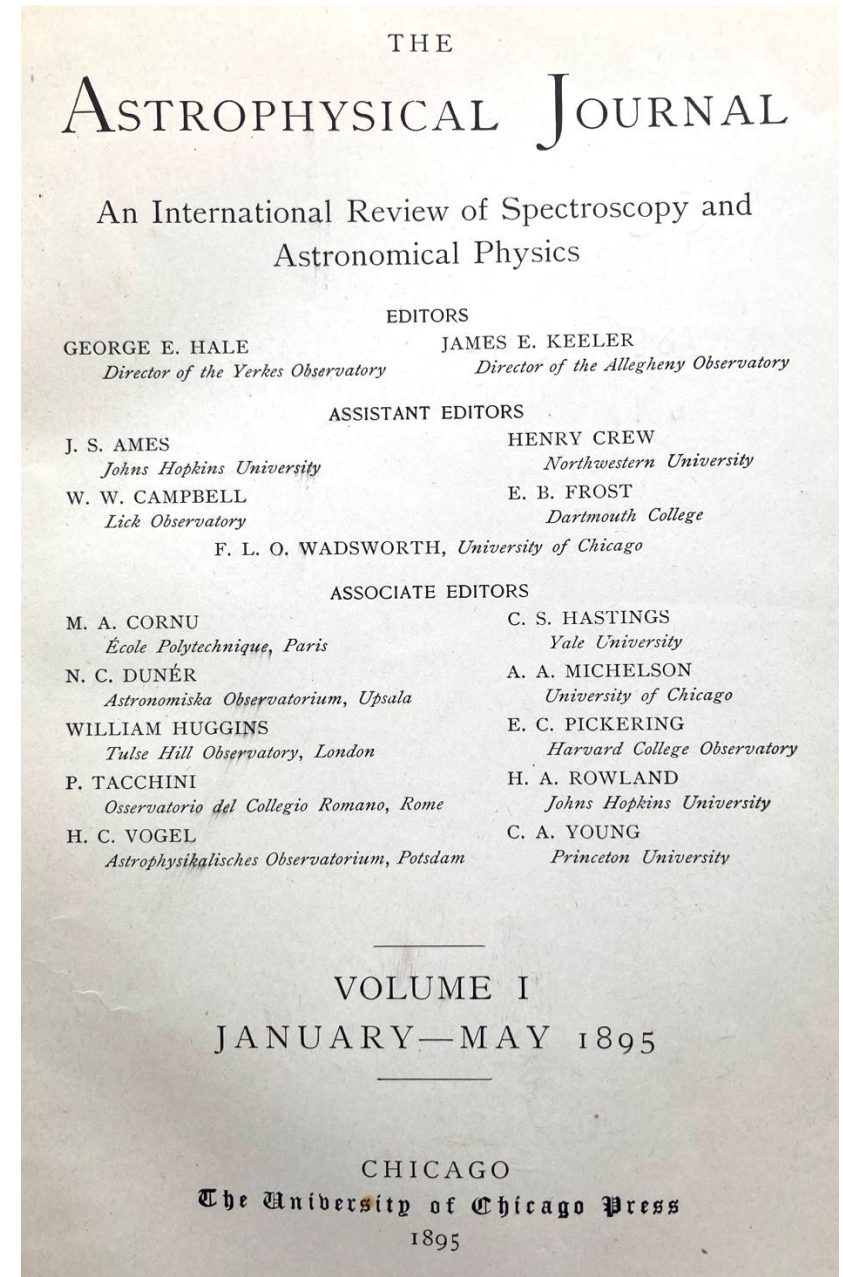 THE
ASTROPHYSICAL JOURNAL
An International Review of Spectroscopy and
Astronomical Physics
EDITORS
GEORGE E. HALE
Director of the Yerkes Observatory
JAMES E. KEELER
Director of the Allegheny Observatory
ASSISTANT EDITORS
J. S. AMES
Johns Hopkins University
HENRY CREW
Northwestern University
W. W. CAMPBELL
Lick Observatory
E. B. FROST
Dartmouth College
F. L. O. WADSWORTH, University of Chicago
ASSOCIATE EDITORS
M. A. CORNU
École Polytechnique, Paris
C. S. HASTINGS
Yale University
N. C. DUNÉR
Astronomiska Observatorium, Upsala
A. A. MICHELSON
University of Chicago
WILLIAM HUGGINS
Tulse Hill Observatory, London
E. C. PICKERING
Harvard College Observatory
P. TACCHINI
Osservatorio del Collegio Romano, Rome
H. A. ROWLAND
Johns Hopkins University
H. C. VOGEL
Astrophysikalisches Observatorium, Potsdam
C. A. YOUNG
Princeton University
VOLUME I
JANUARY—MAY 1895
CHICAGO
The University of Chicago Press
1895